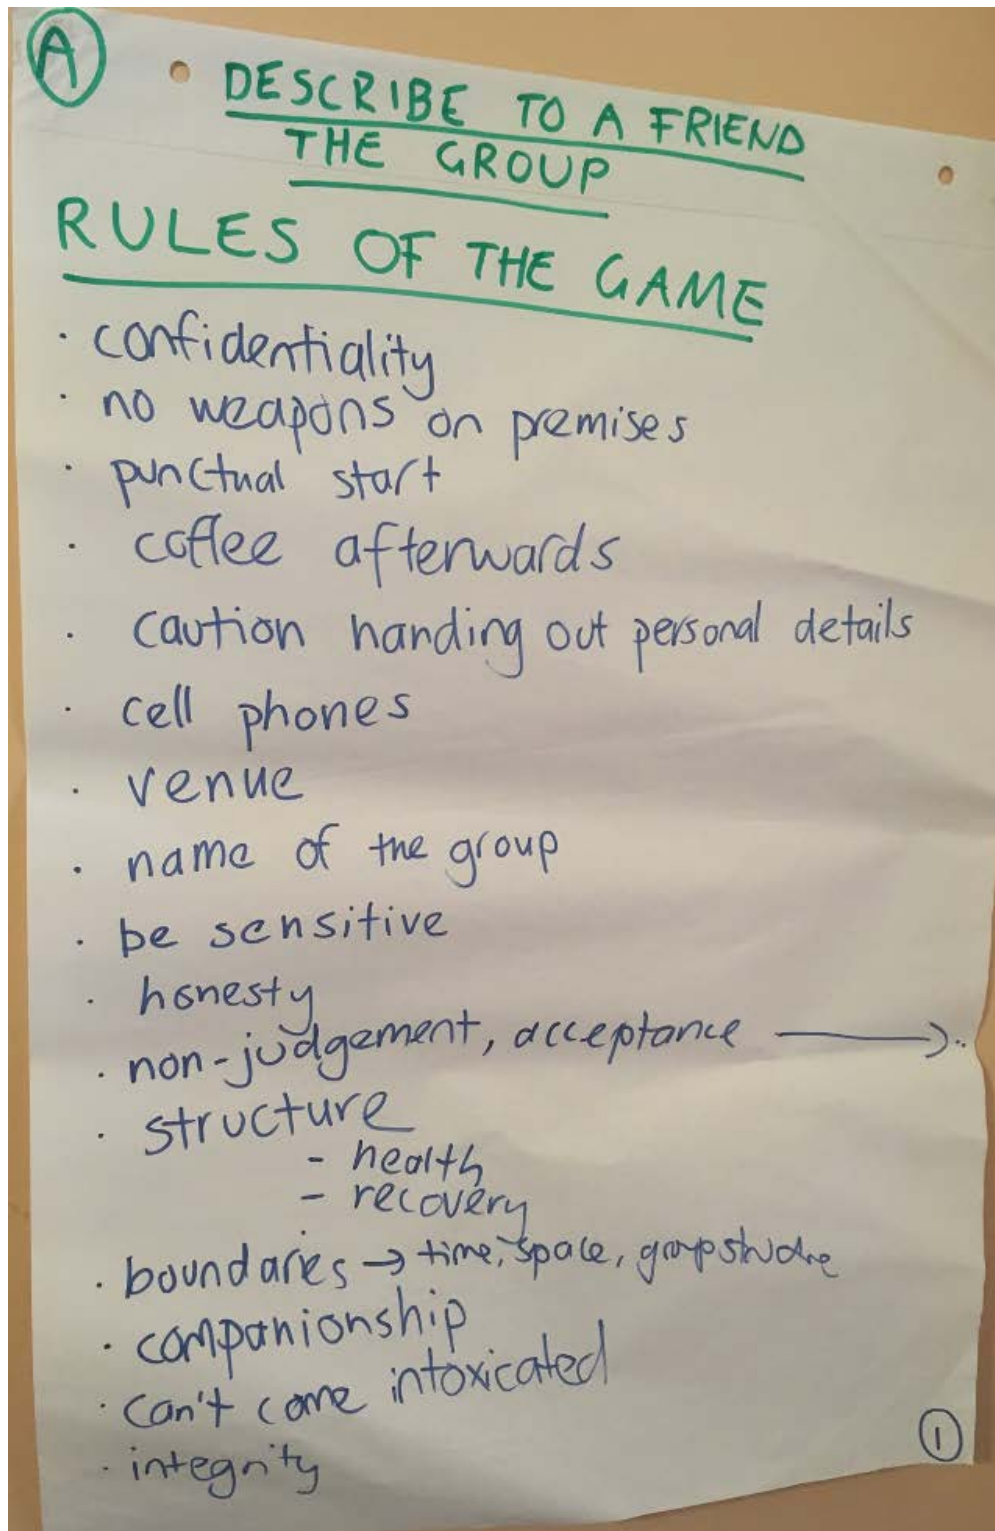 A
DESCRIBE TO A FRIEND
THE GROUP
RULES OF THE GAME
· confidentiality
· no weapons on premises
· punctual start
· coffee afterwards
· caution handing out personal details
· cell phones
· venue
· name of the group
· be sensitive
· honesty
· non-judgement, acceptance →..
· structure
- health
- recovery
· boundaries → time, space, group
· companionship
· can't come intoxicated
· integrity
1